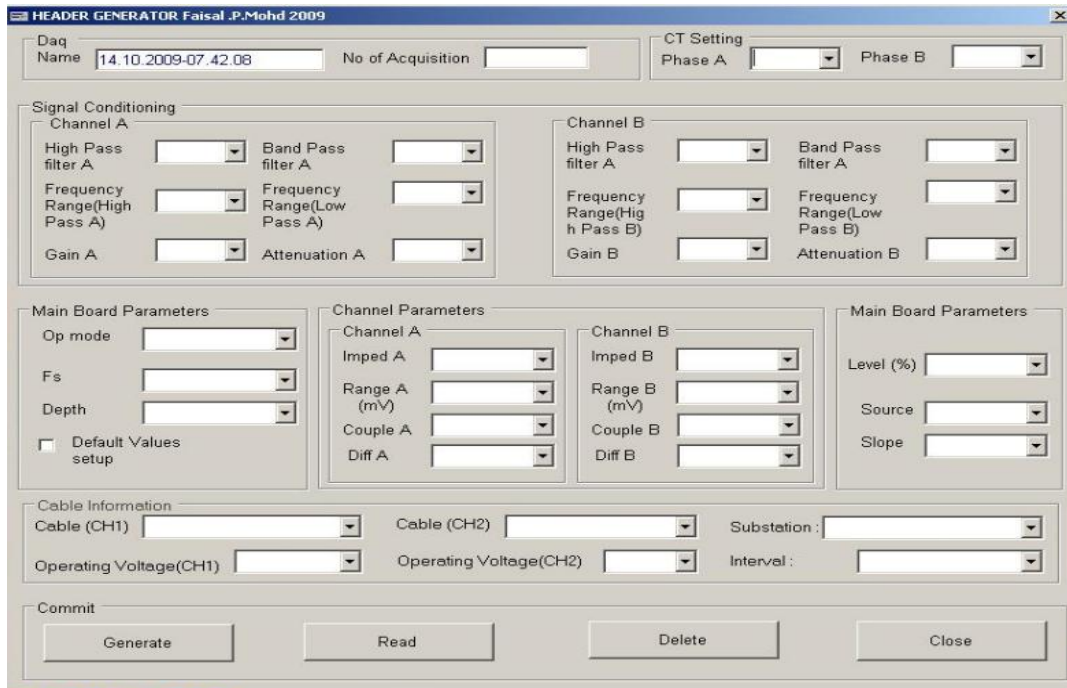 HEADER GENERATOR Faisal .P.Mohd 2009
Daq
Name
14.10.2009-07.42.08
No of Acquisition
CT Setting
Phase A
Phase B
Signal Conditioning
Channel A
High Pass
filter A
Band Pass
filter A
Frequency
Range(High
Pass A)
Frequency
Range(Low
Pass A)
Gain A
Attenuation A
Channel B
High Pass
filter A
Band Pass
filter A
Frequency
Range(Hig
h Pass B)
Frequency
Range(Low
Pass B)
Gain B
Attenuation B
Main Board Parameters
Op mode
Fs
Depth
Default Values
setup
Channel Parameters
Channel A
Imped A
Range A
(mV)
Couple A
Diff A
Channel B
Imped B
Range B
(mV)
Couple B
Diff B
Main Board Parameters
Level (%)
Source
Slope
Cable Information
Cable (CH1)
Cable (CH2)
Substation :
Operating Voltage(CH1)
Operating Voltage(CH2)
Interval :
Commit
Generate
Read
Delete
Close